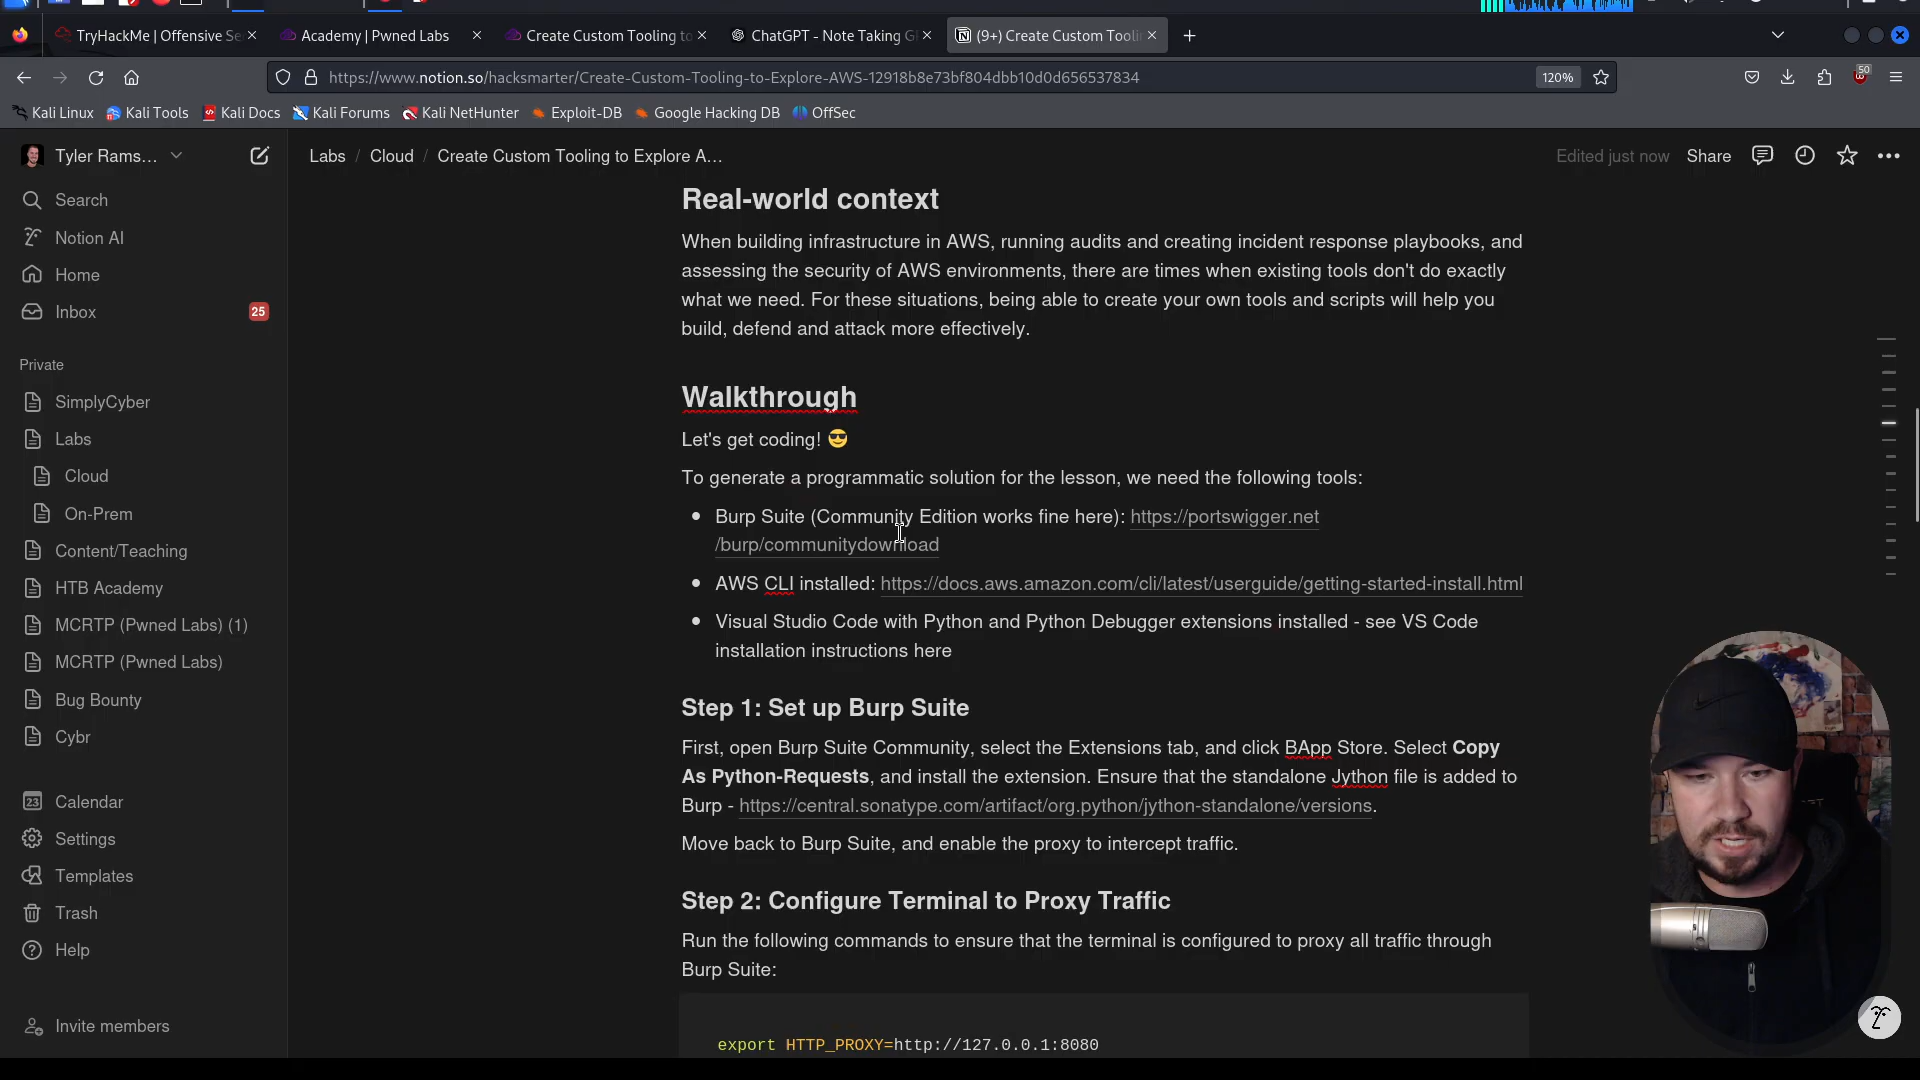 TryHackMe | Offensive Se
Academy | Pwned Labs
Create Custom Tooling to
ChatGPT - Note Taking G
(9+) Create Custom Tooli
https://www.notion.so/hacksmarter/Create-Custom-Tooling-to-Explore-AWS-12918b8e73bf804dbb10d0d656537834
120%
50
Kali Linux
Kali Tools
Kali Docs
Kali Forums
Kali NetHunter
Exploit-DB
Google Hacking DB
OffSec
Tyler Rams...
Labs / Cloud / Create Custom Tooling to Explore A...
Edited just now
Share
Search
Notion AI
Home
Inbox
25
Private
SimplyCyber
Labs
Cloud
On-Prem
Content/Teaching
HTB Academy
MCRTP (Pwned Labs) (1)
MCRTP (Pwned Labs)
Bug Bounty
Cybr
23
Calendar
Settings
Templates
Trash
Help
Invite members
Real-world context
When building infrastructure in AWS, running audits and creating incident response playbooks, and
assessing the security of AWS environments, there are times when existing tools don't do exactly
what we need. For these situations, being able to create your own tools and scripts will help you
build, defend and attack more effectively.
Walkthrough
Let's get coding! 😎
To generate a programmatic solution for the lesson, we need the following tools:
• Burp Suite (Community Edition works fine here): https://portswigger.net
/burp/communitydownload
• AWS CLI installed: https://docs.aws.amazon.com/cli/latest/userguide/getting-started-install.html
• Visual Studio Code with Python and Python Debugger extensions installed - see VS Code
installation instructions here
Step 1: Set up Burp Suite
First, open Burp Suite Community, select the Extensions tab, and click BApp Store. Select Copy
As Python-Requests, and install the extension. Ensure that the standalone Jython file is added to
Burp - https://central.sonatype.com/artifact/org.python/jython-standalone/versions.
Move back to Burp Suite, and enable the proxy to intercept traffic.
Step 2: Configure Terminal to Proxy Traffic
Run the following commands to ensure that the terminal is configured to proxy all traffic through
Burp Suite:
export HTTP_PROXY=http://127.0.0.1:8080